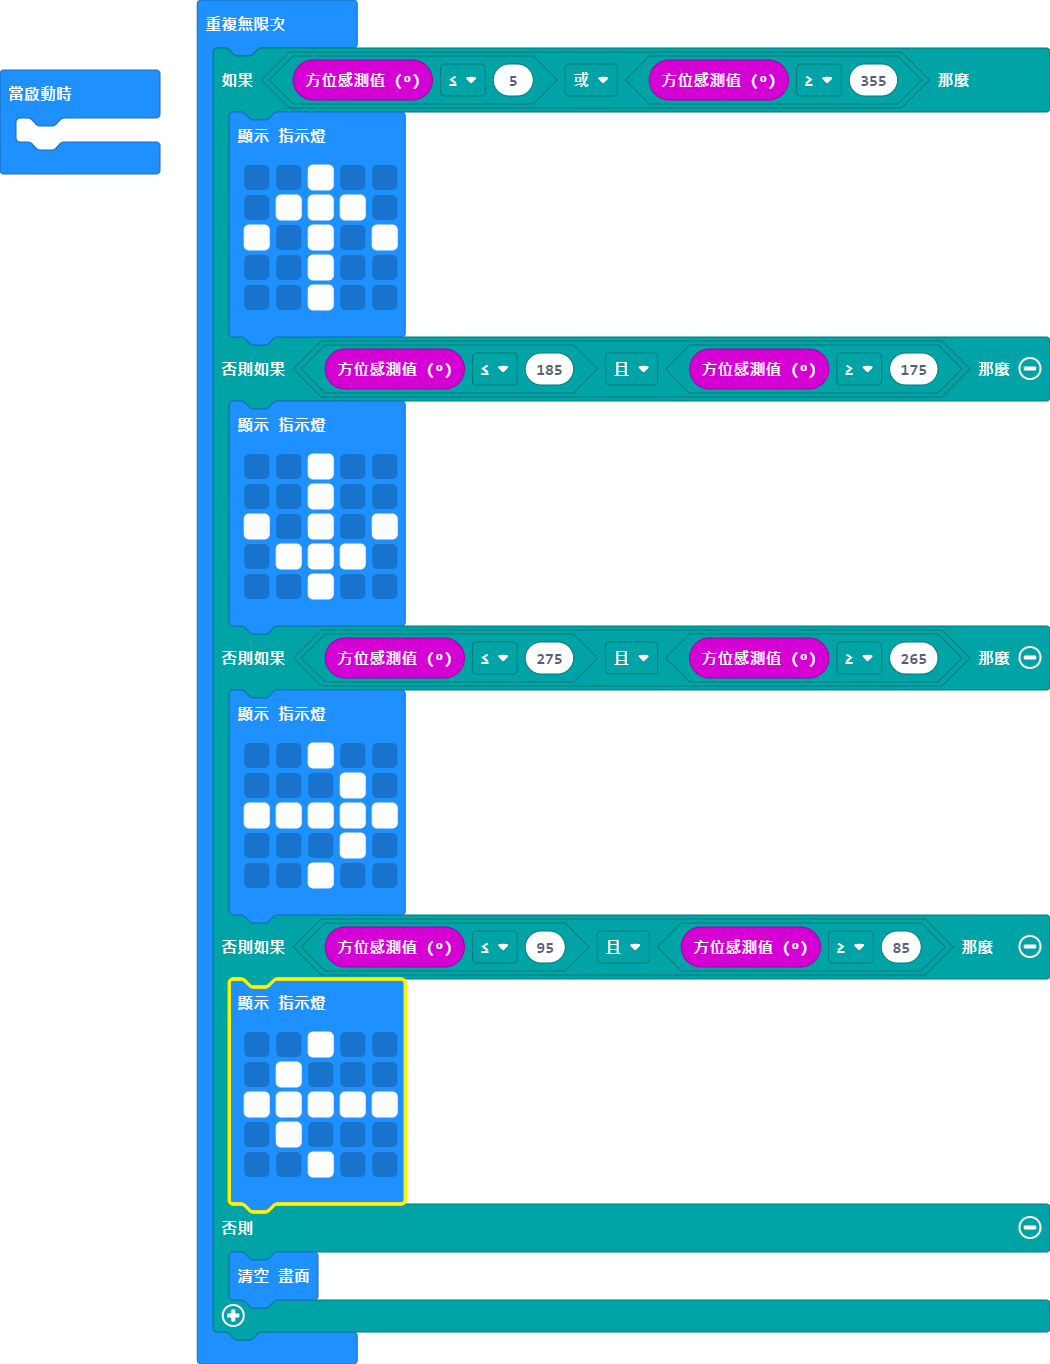 重複無限次
當啟動時
如果 方位感測值 (°) ≤ 5 或 方位感測值 (°) ≥ 355 那麼
顯示 指示燈
否則如果 方位感測值 (°) ≤ 185 且 方位感測值 (°) ≥ 175 那麼
顯示 指示燈
否則如果 方位感測值 (°) ≤ 275 且 方位感測值 (°) ≥ 265 那麼
顯示 指示燈
否則如果 方位感測值 (°) ≤ 95 且 方位感測值 (°) ≥ 85 那麼
顯示 指示燈
否則
清空 畫面